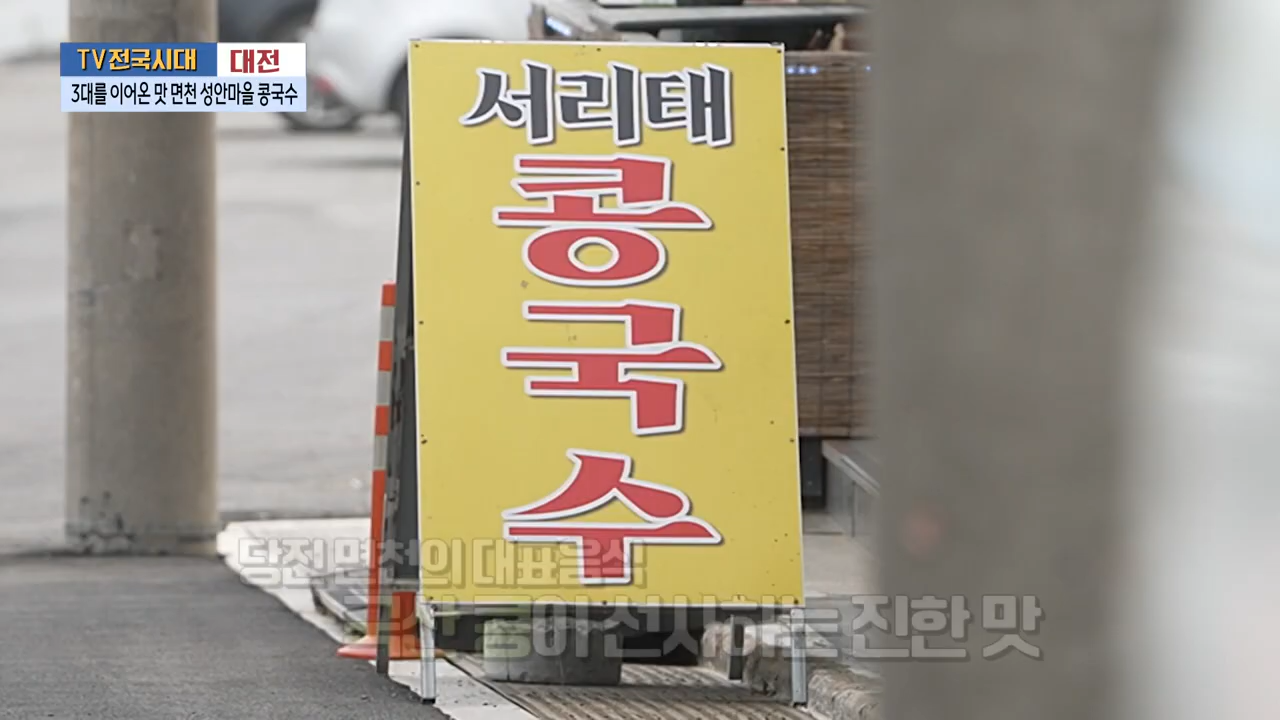 TV전국시대 대전
3대를 이어온 맛 면천 성안마을 콩국수
서리태
콩
국
수
당진 면천의 대표음식
콩이 선사하는 진한 맛